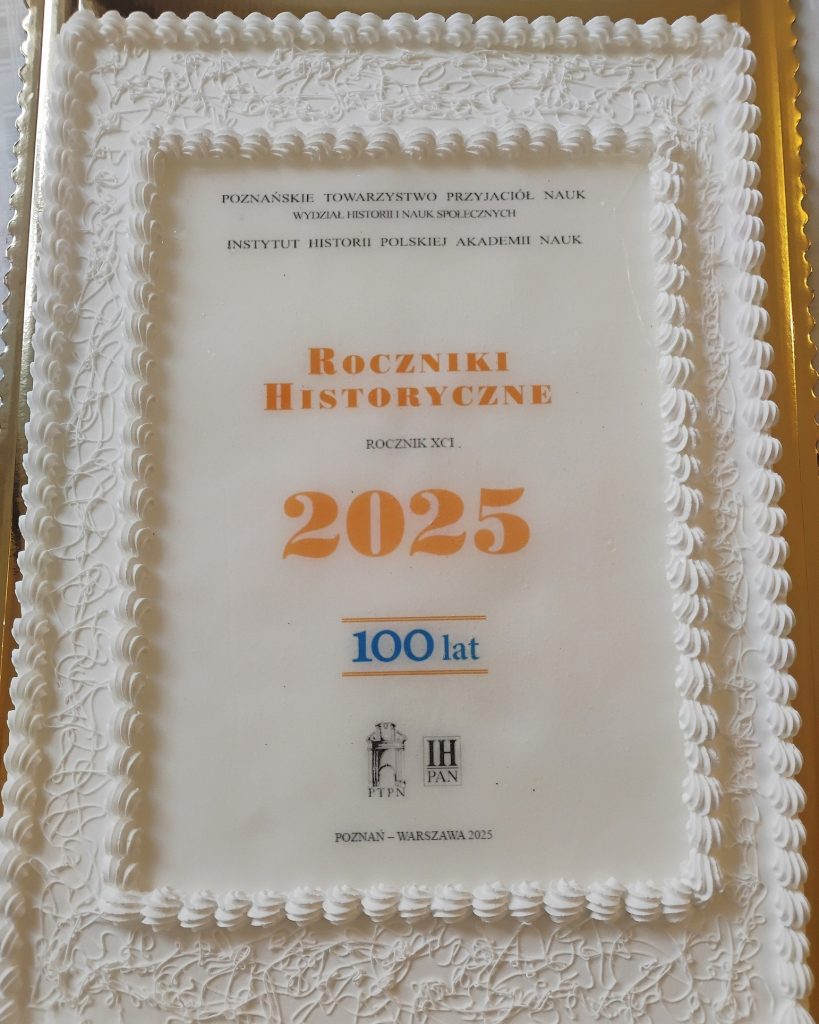 POZNAŃSKIE TOWARZYSTWO PRZYJACIÓŁ NAUK
WYDZIAŁ HISTORII I NAUK SPOŁECZNYCH
INSTYTUT HISTORII POLSKIEJ AKADEMII NAUK
ROCZNIKI
HISTORYCZNE
ROCZNIK XCI
2025
100 lat
PTPN
IH
PAN
POZNAŃ – WARSZAWA 2025